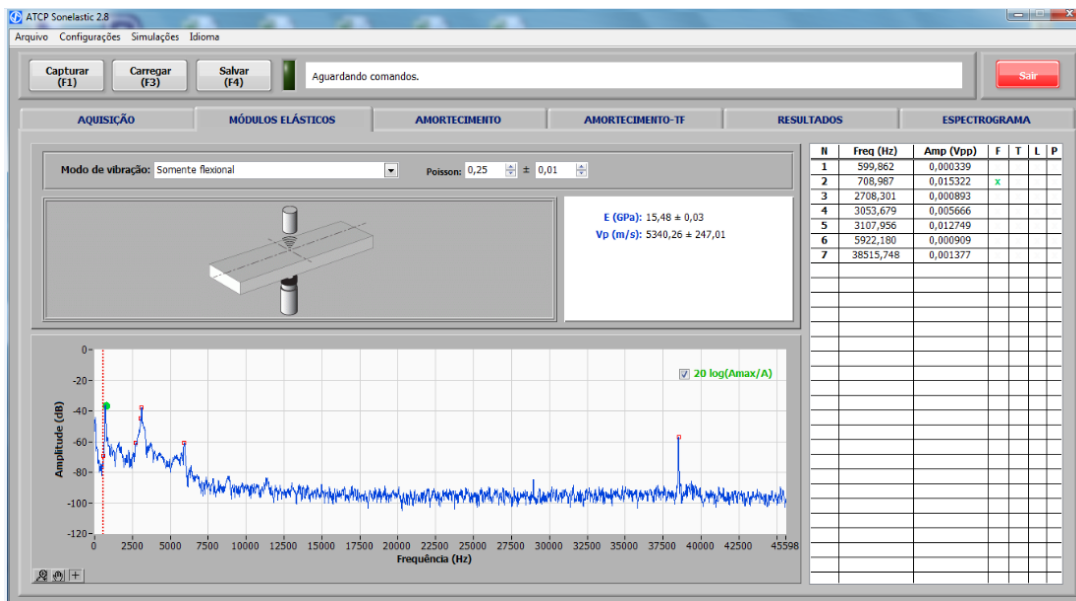 ATCP Sonelastic 2.8
Arquivo Configurações Simulações Idioma
Capturar (F1) Carregar (F3) Salvar (F4) Aguardando comandos. Sair
AQUISIÇÃO MÓDULOS ELÁSTICOS AMORTECIMENTO AMORTECIMENTO-TF RESULTADOS ESPECTROGRAMA
Modo de vibração: Somente flexional Poisson: 0,25 ± 0,01
E (GPa): 15,48 ± 0,03
Vp (m/s): 5340,26 ± 247,01
N Freq (Hz) Amp (Vpp) F T L P
1 599,862 0,000339
2 708,987 0,015322 x
3 2708,301 0,000893
4 3053,679 0,005666
5 3107,956 0,012749
6 5922,180 0,000909
7 38515,748 0,001377
20 log(Amax/A)
Amplitude (dB)
0
-20
-40
-60
-80
-100
-120
0 2500 5000 7500 10000 12500 15000 17500 20000 22500 25000 27500 30000 32500 35000 37500 40000 42500 45598
Frequência (Hz)